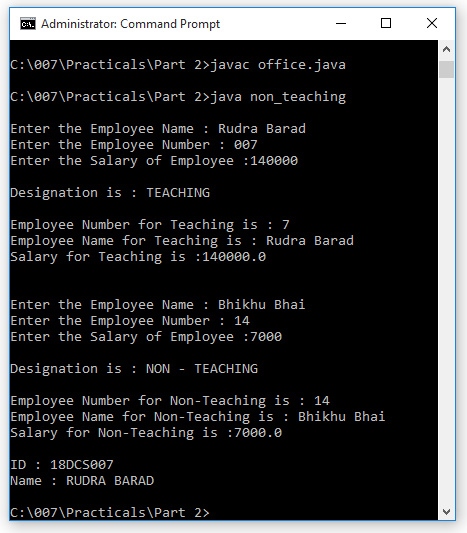 Administrator: Command Prompt
C:\007\Practicals\Part 2>javac office.java
C:\007\Practicals\Part 2>java non_teaching
Enter the Employee Name : Rudra Barad
Enter the Employee Number : 007
Enter the Salary of Employee :140000
Designation is : TEACHING
Employee Number for Teaching is : 7
Employee Name for Teaching is : Rudra Barad
Salary for Teaching is :140000.0
Enter the Employee Name : Bhikhu Bhai
Enter the Employee Number : 14
Enter the Salary of Employee :7000
Designation is : NON - TEACHING
Employee Number for Non-Teaching is : 14
Employee Name for Non-Teaching is : Bhikhu Bhai
Salary for Non-Teaching is :7000.0
ID : 18DCS007
Name : RUDRA BARAD
C:\007\Practicals\Part 2>